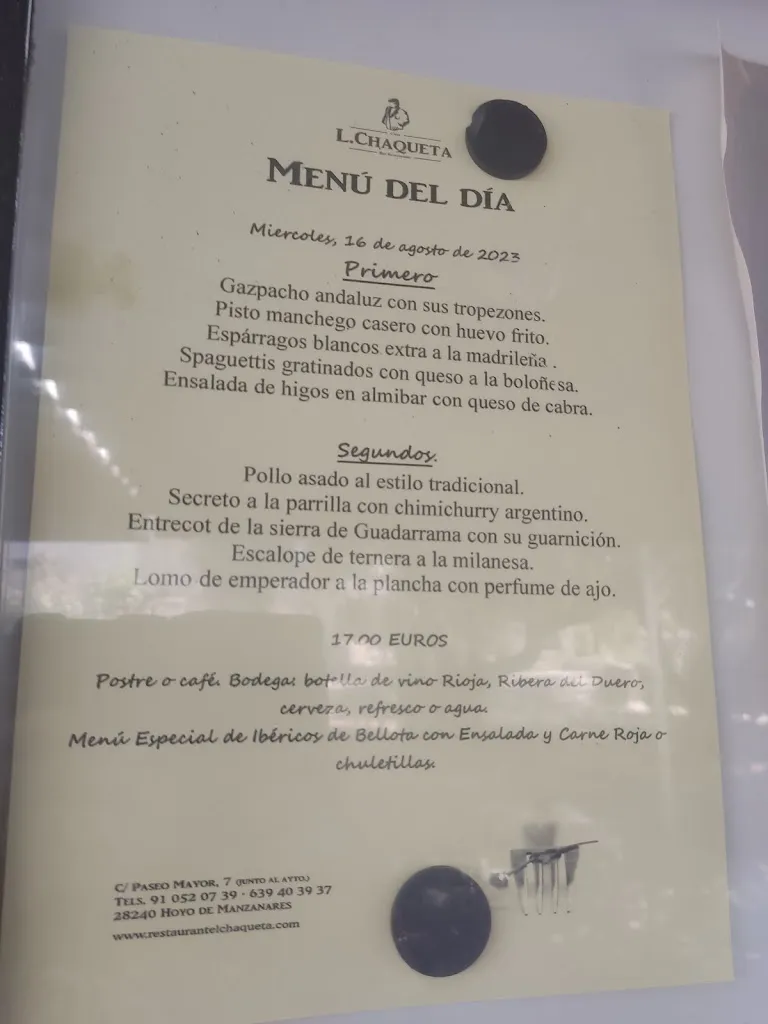 L.CHAQUETA
MENÚ DEL DÍA
Miercoles, 16 de agosto de 2023
Primero
Gazpacho andaluz con sus tropezones.
Pisto manchego casero con huevo frito.
Espárragos blancos extra a la madrileña .
Spaguettis gratinados con queso a la boloñesa.
Ensalada de higos en almibar con queso de cabra.
Segundos.
Pollo asado al estilo tradicional.
Secreto a la parrilla con chimichurry argentino.
Entrecot de la sierra de Guadarrama con su guarnición.
Escalope de ternera a la milanesa.
Lomo de emperador a la plancha con perfume de ajo.
17.00 EUROS
Postre o café. Bodega: botella de vino Rioja, Ribera del Duero,
cerveza, refresco o agua.
Menú Especial de Ibéricos de Bellota con Ensalada y Carne Roja o
chuletillas.
C/ PASEO MAYOR, 7 (JUNTO AL AYTO.)
TELS. 91 052 07 39 · 639 40 39 37
28240 HOYO DE MANZANARES
www.restaurantelchaqueta.com